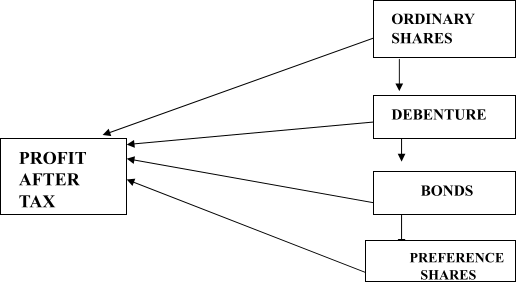 ORDINARY
SHARES
DEBENTURE
PROFIT
AFTER
TAX
BONDS
PREFERENCE
SHARES